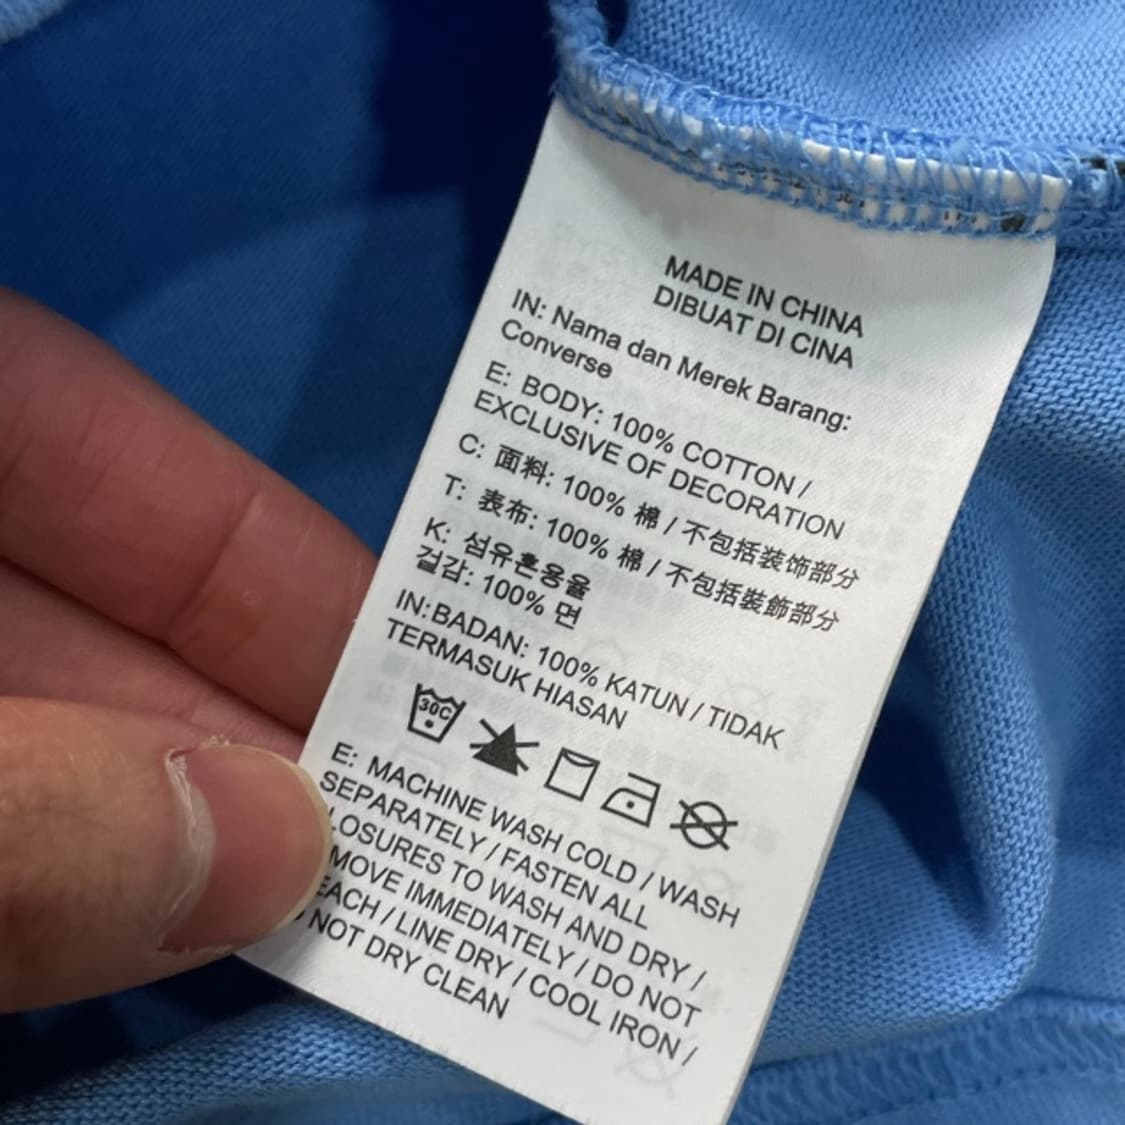 MADE IN CHINA
DIBUAT DI CINA
IN: Nama dan Merek Barang:
Converse
E: BODY: 100% COTTON /
EXCLUSIVE OF DECORATION
C: 面料: 100% 棉 / 不包括装饰部分
T: 表布: 100% 棉 / 不包括裝飾部分
K: 섬유혼용율
겉감: 100% 면
IN:BADAN: 100% KATUN / TIDAK
TERMASUK HIASAN
30C
E: MACHINE WASH COLD / WASH
SEPARATELY / FASTEN ALL
LOSURES TO WASH AND DRY /
MOVE IMMEDIATELY / DO NOT
EACH / LINE DRY / COOL IRON /
NOT DRY CLEAN